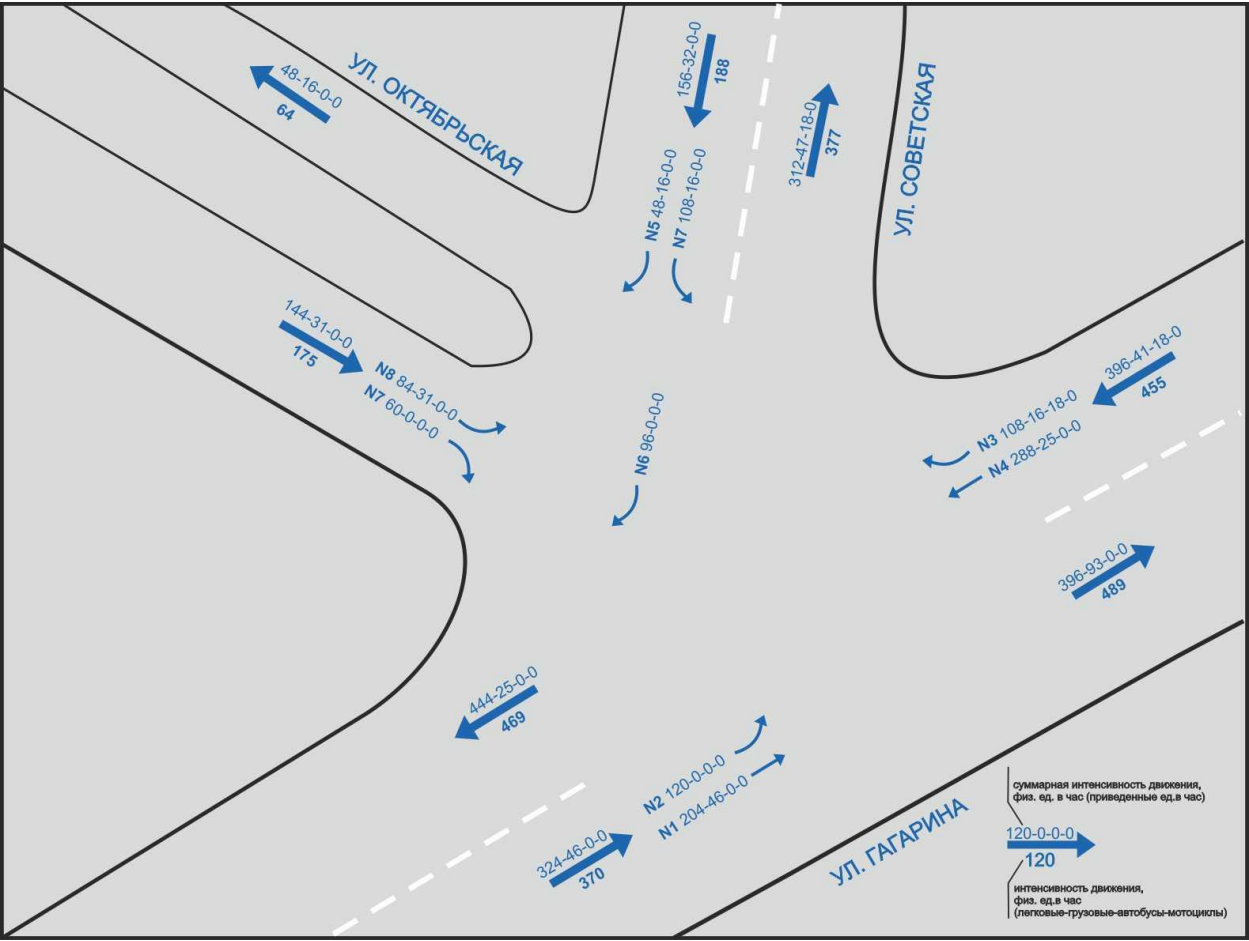 48-16-0-0
64
УЛ. ОКТЯБРЬСКАЯ
156-32-0-0
188
312-47-18-0
377
УЛ. СОВЕТСКАЯ
N5 48-16-0-0
N7 108-16-0-0
144-31-0-0
175
N8 84-31-0-0
N7 60-0-0-0
N6 96-0-0-0
396-41-18-0
455
N3 108-16-18-0
N4 288-25-0-0
396-93-0-0
489
444-25-0-0
469
N2 120-0-0-0
N1 204-46-0-0
324-46-0-0
370
УЛ. ГАГАРИНА
суммарная интенсивность движения,
физ. ед. в час (приведенные ед.в час)
120-0-0-0
120
интенсивность движения,
физ. ед.в час
(легковые-грузовые-автобусы-мотоциклы)